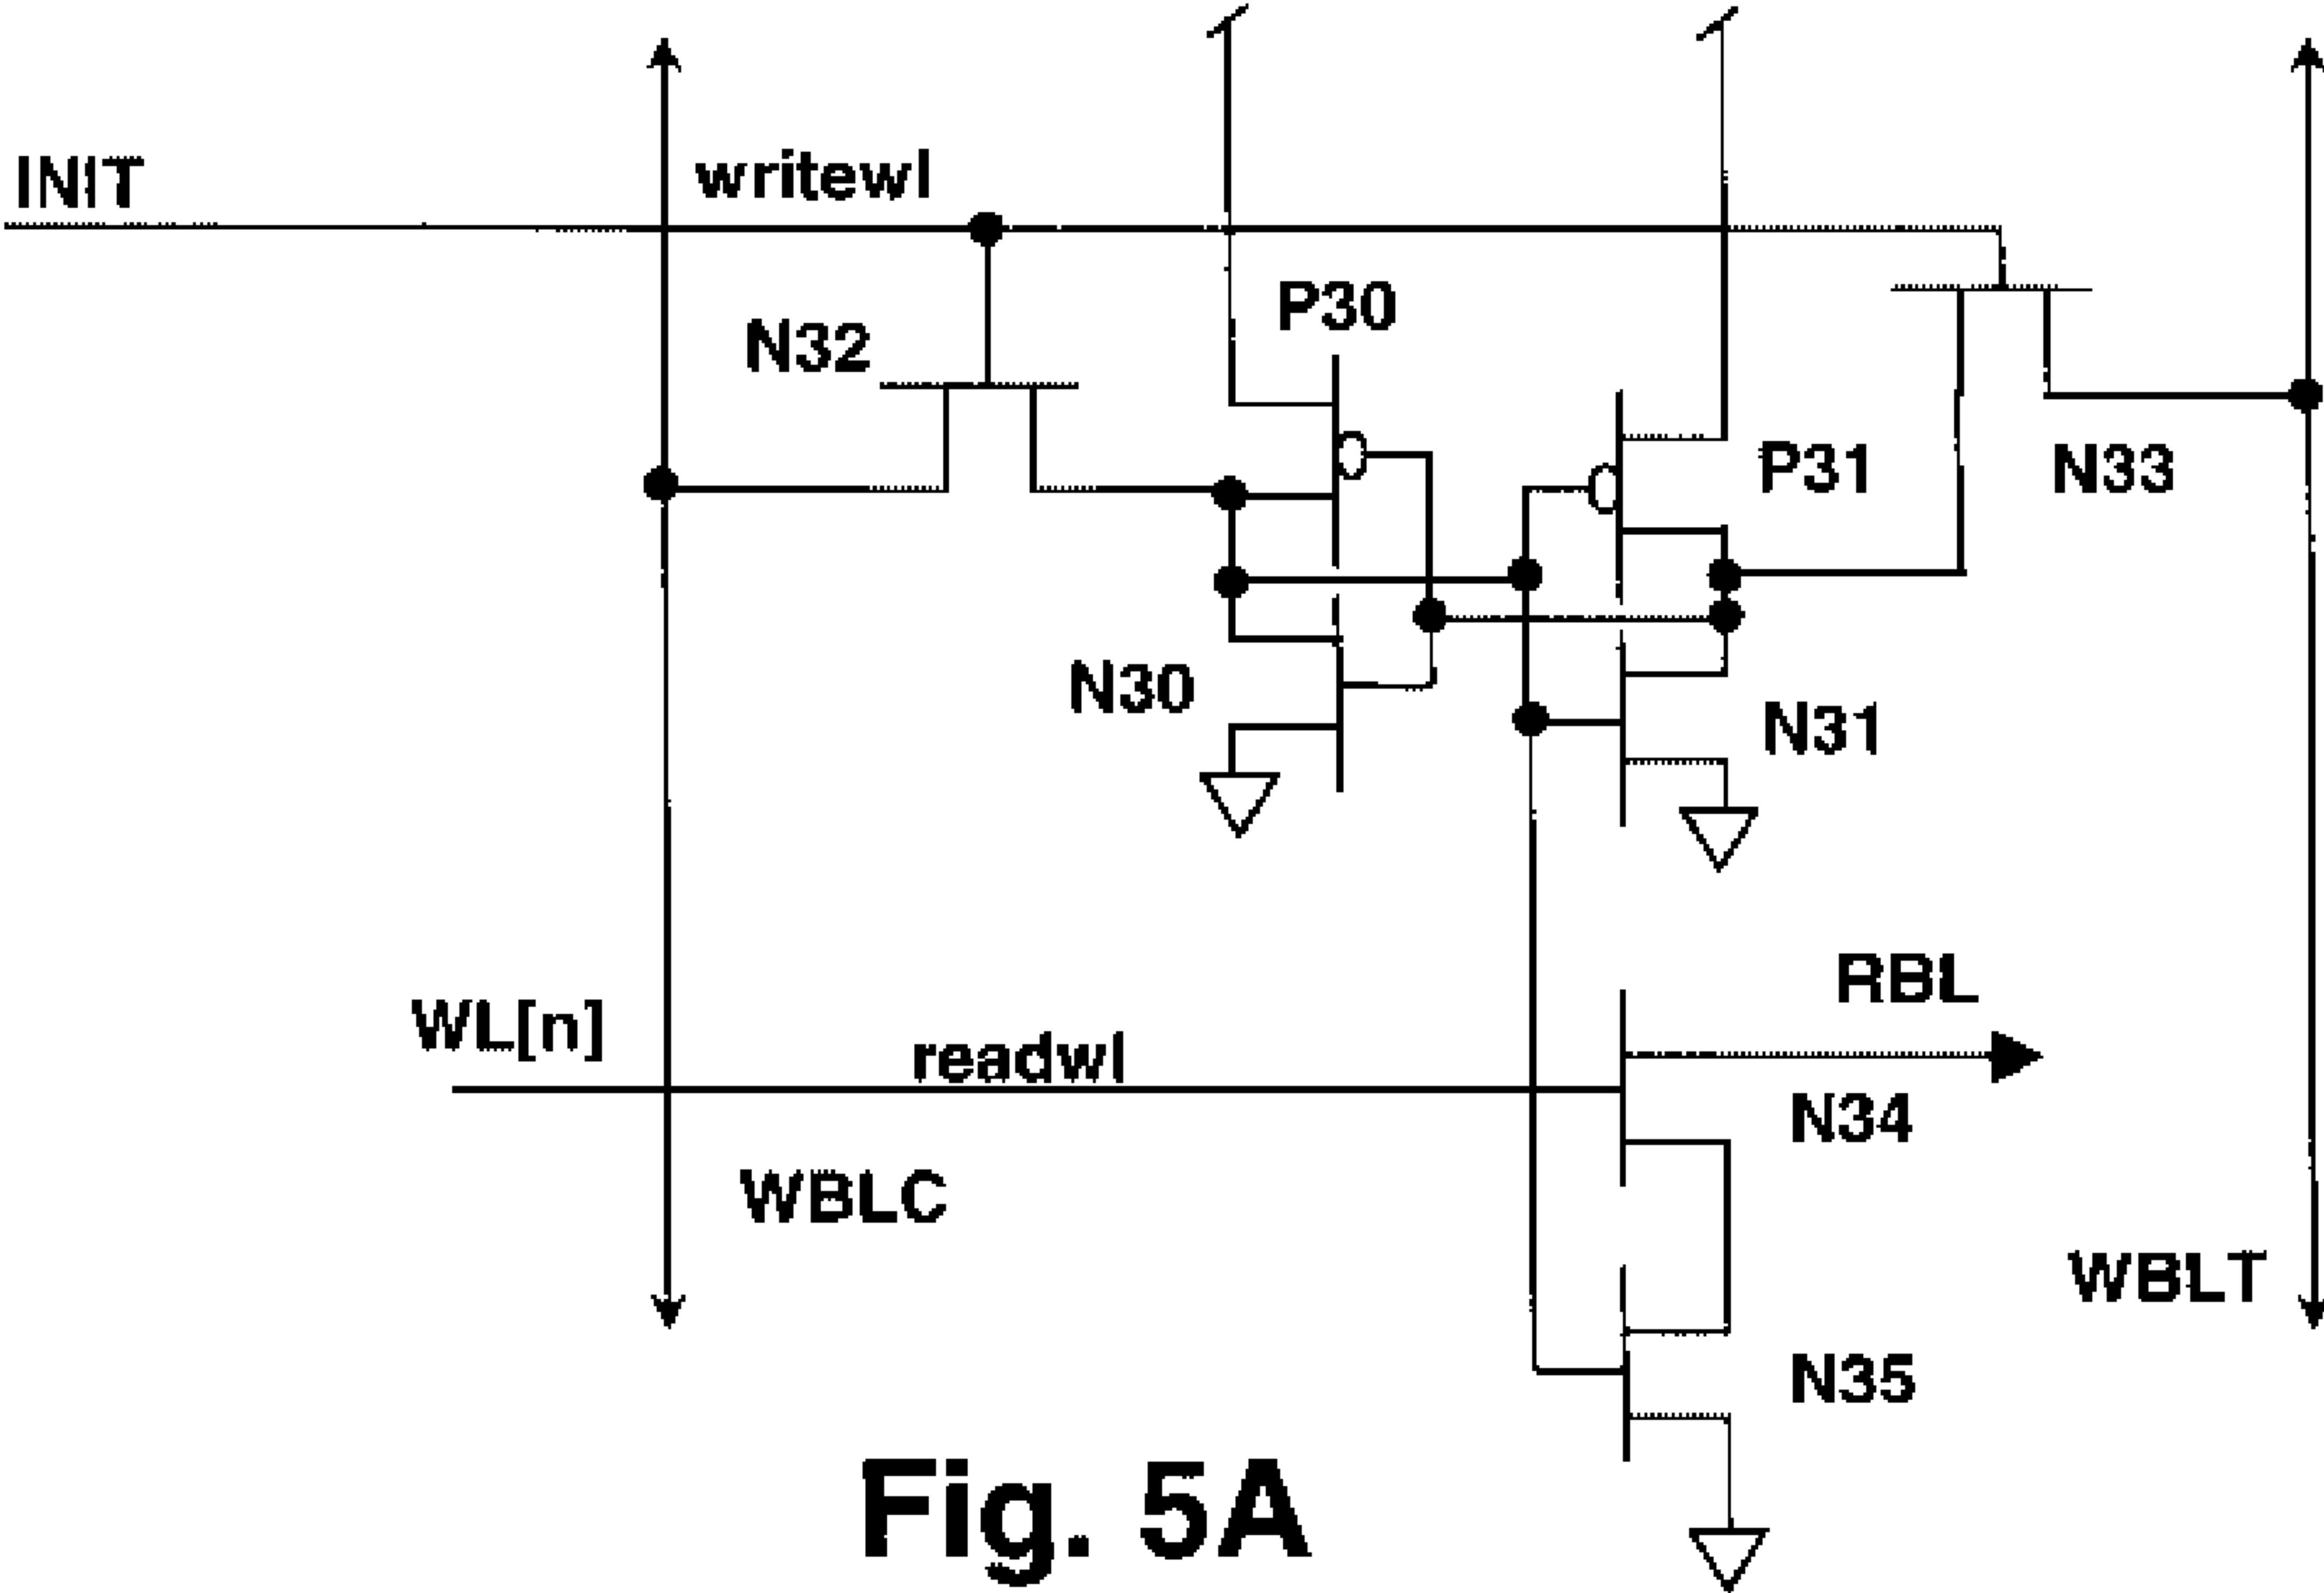 INIT
writewl
P30
N32
P31
N33
N30
N31
RBL
WL[n]
readwl
N34
WBLC
WBLT
N35
Fig. 5A